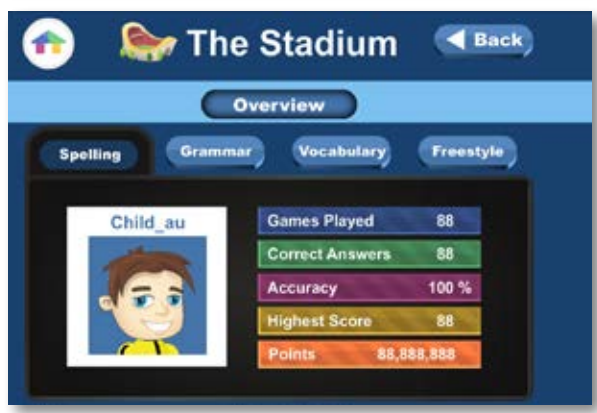 The Stadium
Back
Overview
Spelling Grammar Vocabulary Freestyle
Child_au
Games Played 88
Correct Answers 88
Accuracy 100 %
Highest Score 88
Points 88,888,888